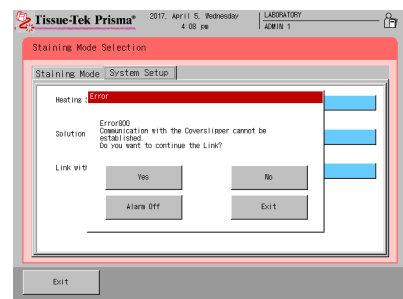 Tissue-Tek Prisma®
2017, April 5, Wednesday
4:08 pm
LABORATORY
ADMIN 1
Staining Mode Selection
Staining Mode
System Setup
Heating
Error
Error800
Communication with the Coverslipper cannot be
established.
Do you want to continue the Link?
Solution
Link with
Yes
No
Alarm Off
Exit
Exit